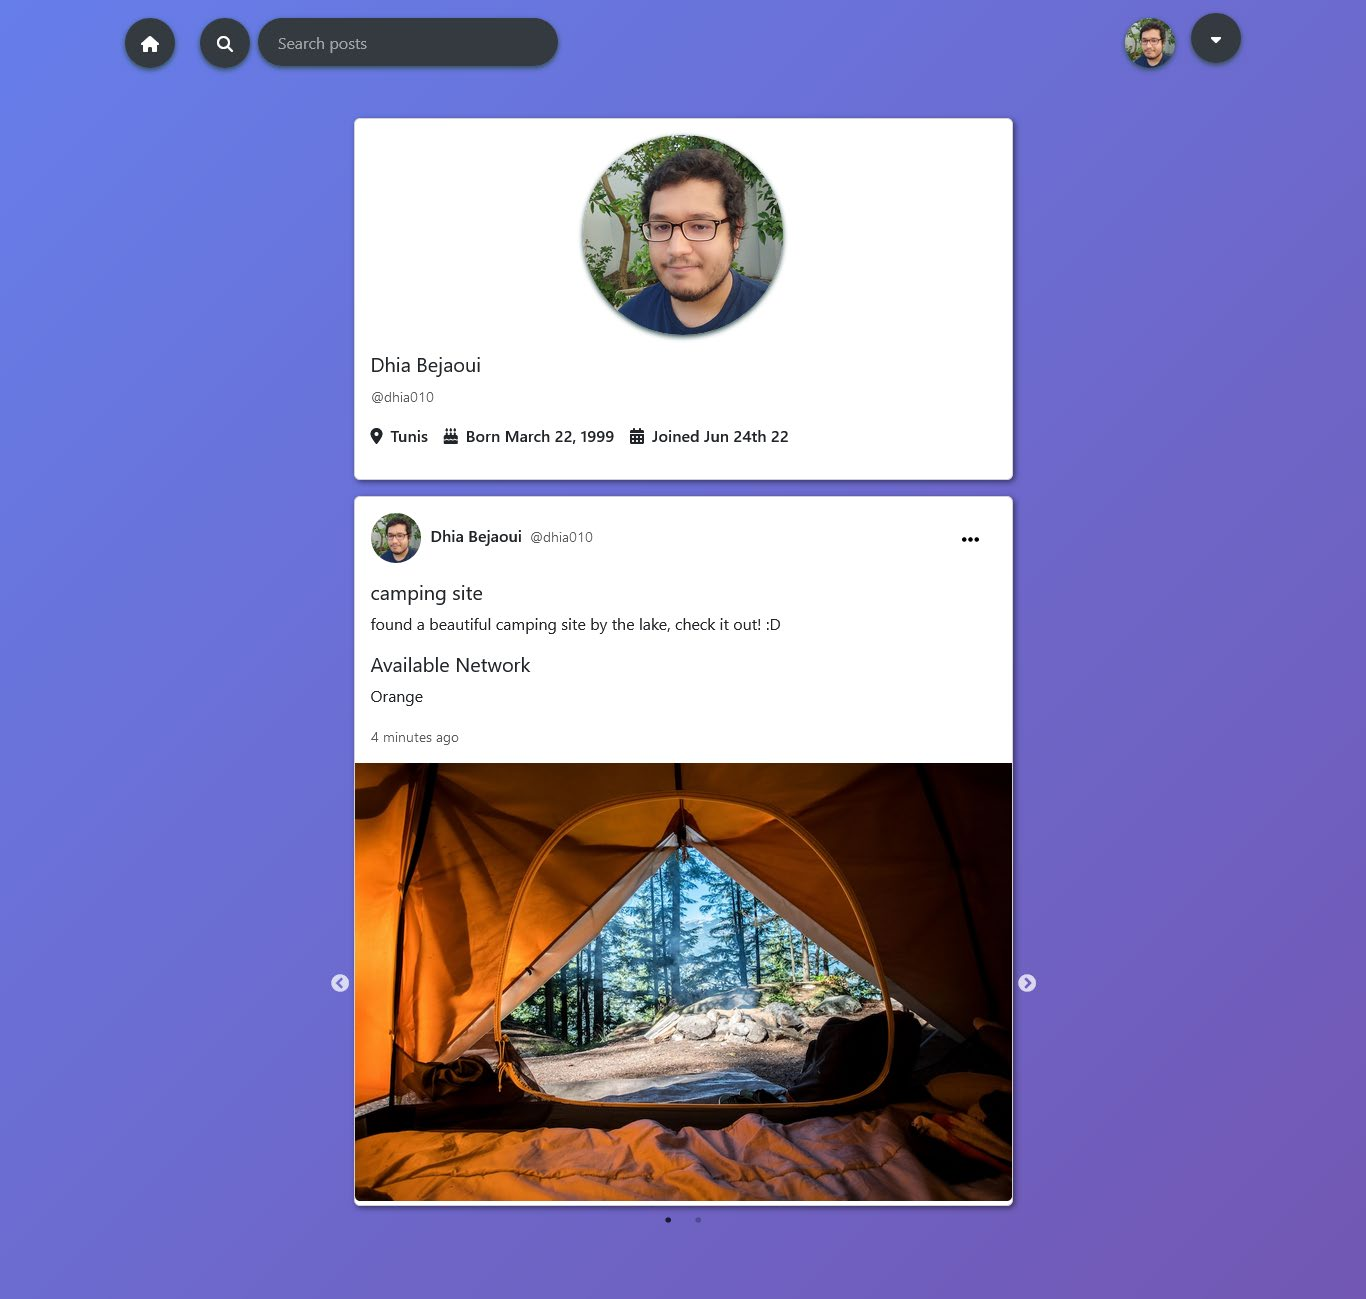 Search posts
Dhia Bejaoui
@dhia010
Tunis Born March 22, 1999 Joined Jun 24th 22
Dhia Bejaoui @dhia010
camping site
found a beautiful camping site by the lake, check it out! :D
Available Network
Orange
4 minutes ago